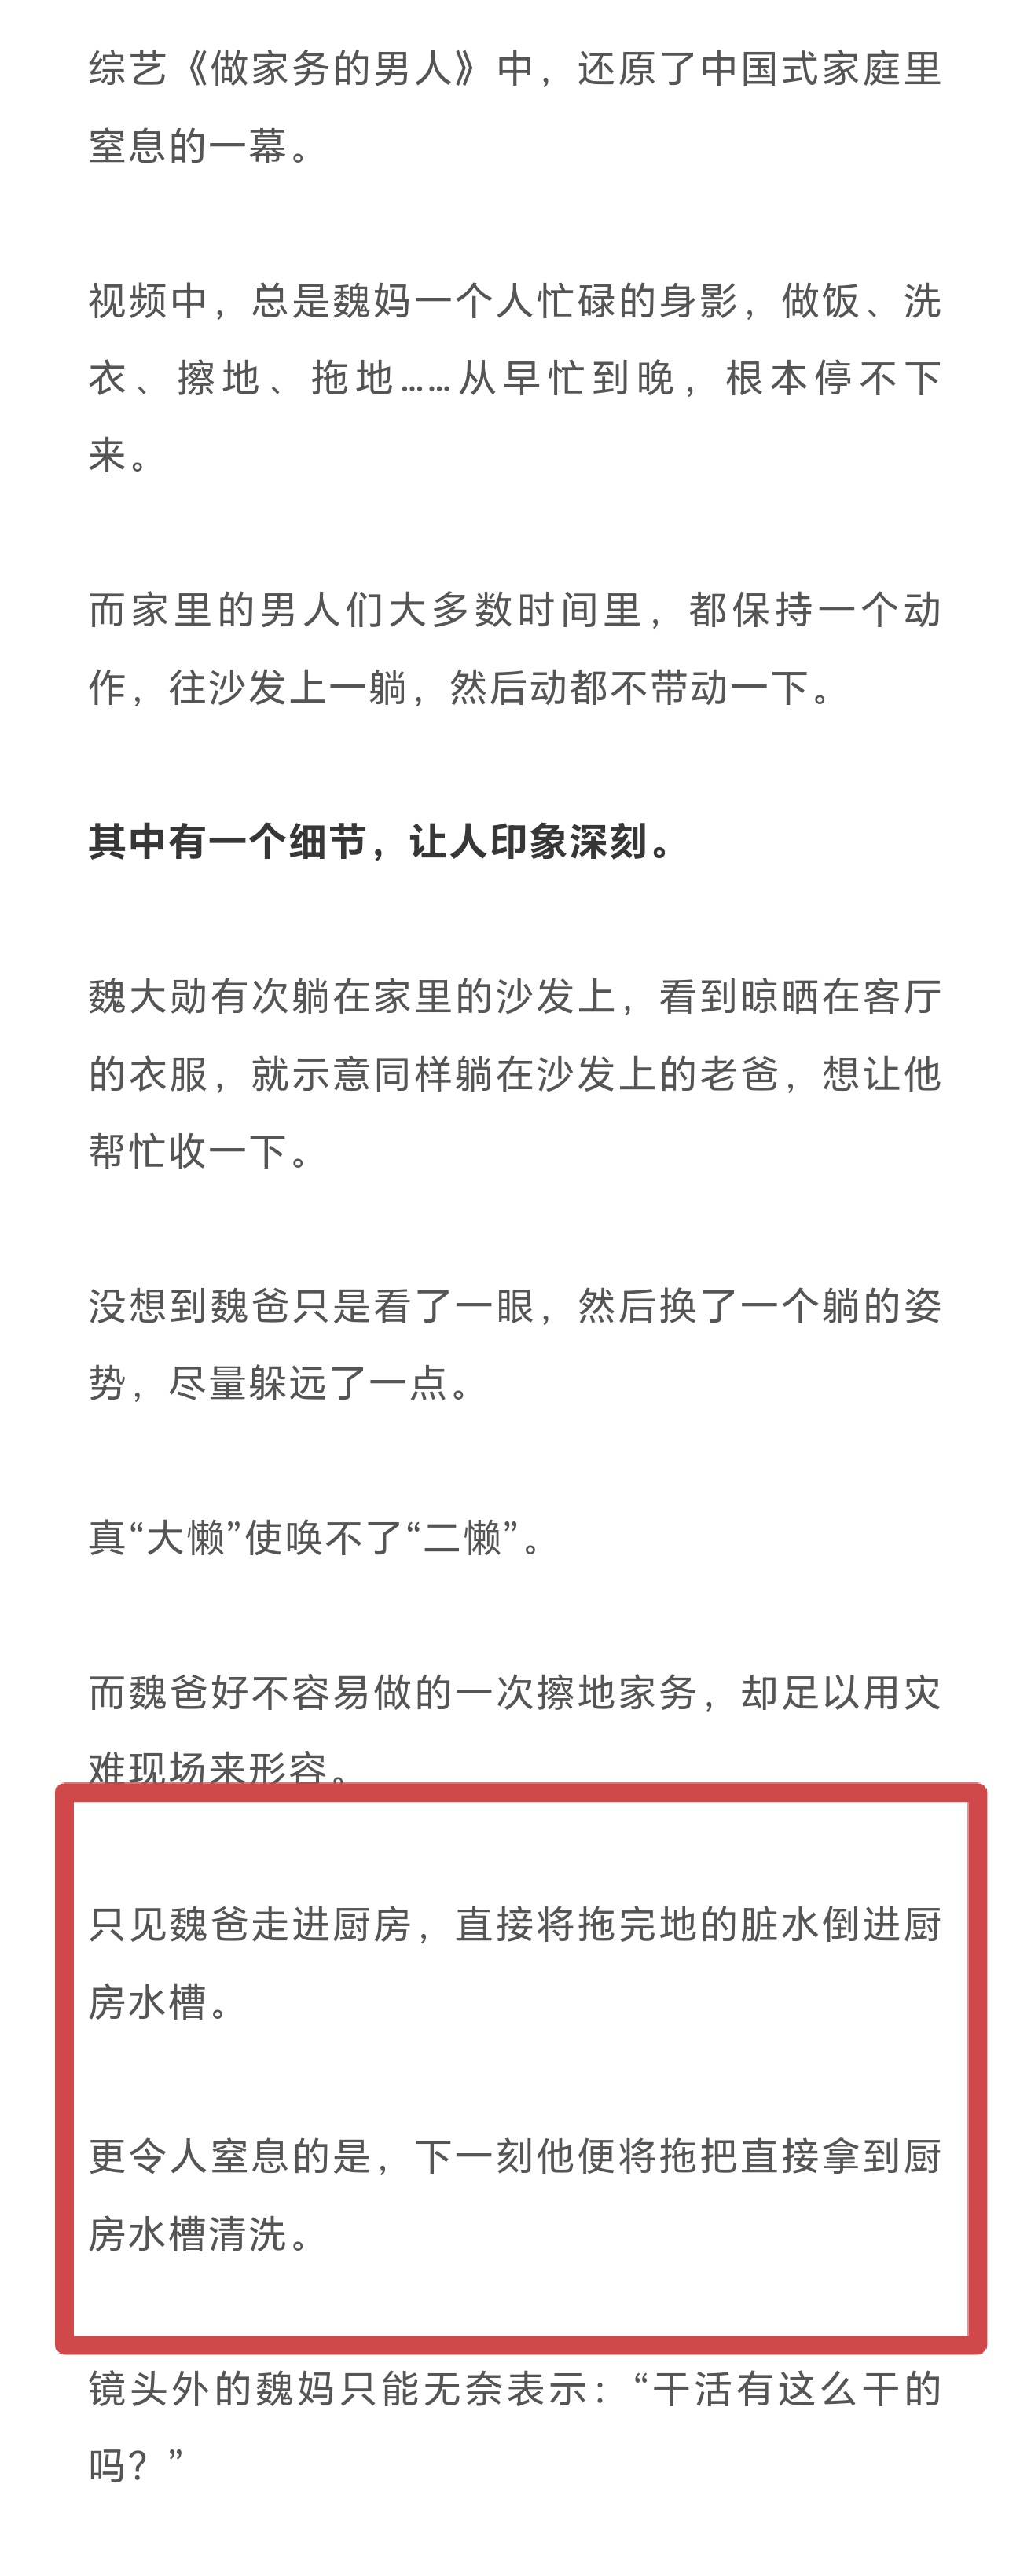 综艺《做家务的男人》中，还原了中国式家庭里
窒息的一幕。
视频中，总是魏妈一个人忙碌的身影，做饭、洗
衣、擦地、拖地……从早忙到晚，根本停不下
来。
而家里的男人们大多数时间里，都保持一个动
作，往沙发上一躺，然后动都不带动一下。
其中有一个细节，让人印象深刻。
魏大勋有次躺在家里的沙发上，看到晾晒在客厅
的衣服，就示意同样躺在沙发上的老爸，想让他
帮忙收一下。
没想到魏爸只是看了一眼，然后换了一个躺的姿
势，尽量躲远了一点。
真“大懒”使唤不了“二懒”。
而魏爸好不容易做的一次擦地家务，却足以用灾
难现场来形容。
只见魏爸走进厨房，直接将拖完地的脏水倒进厨
房水槽。
更令人窒息的是，下一刻他便将拖把直接拿到厨
房水槽清洗。
镜头外的魏妈只能无奈表示：“干活有这么干的
吗？”